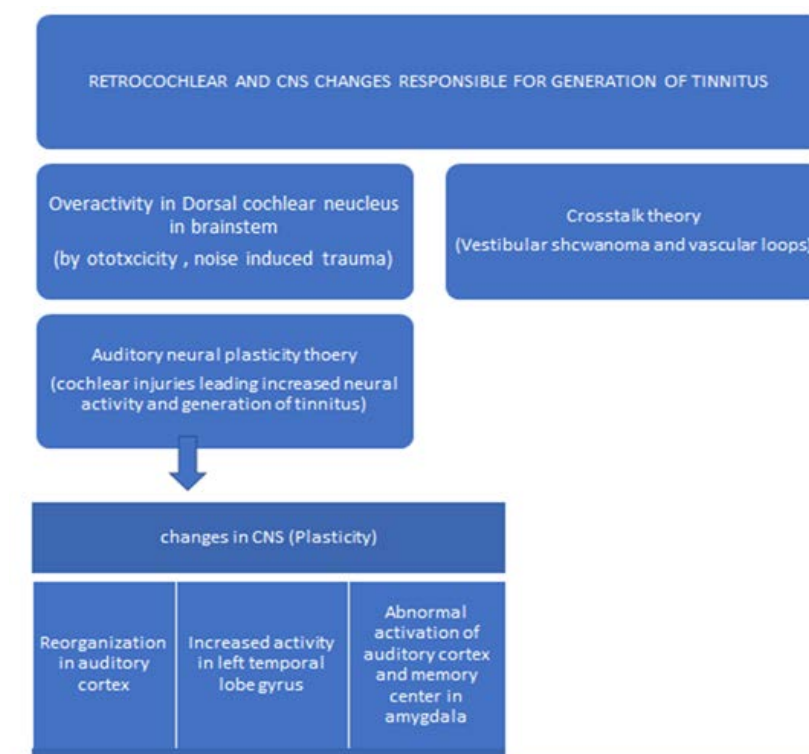 RETROCOCHLEAR AND CNS CHANGES RESPONSIBLE FOR GENERATION OF TINNITUS
Overactivity in Dorsal cochlear neucleus
in brainstem
(by ototxcicity , noise induced trauma)
Crosstalk theory
(Vestibular shcwanoma and vascular loops)
Auditory neural plasticity thoery
(cochlear injuries leading increased neural
activity and generation of tinnitus)
changes in CNS (Plasticity)
Reorganization
in auditory
cortex
Increased activity
in left temporal
lobe gyrus
Abnormal
activation of
auditory cortex
and memory
center in
amygdala